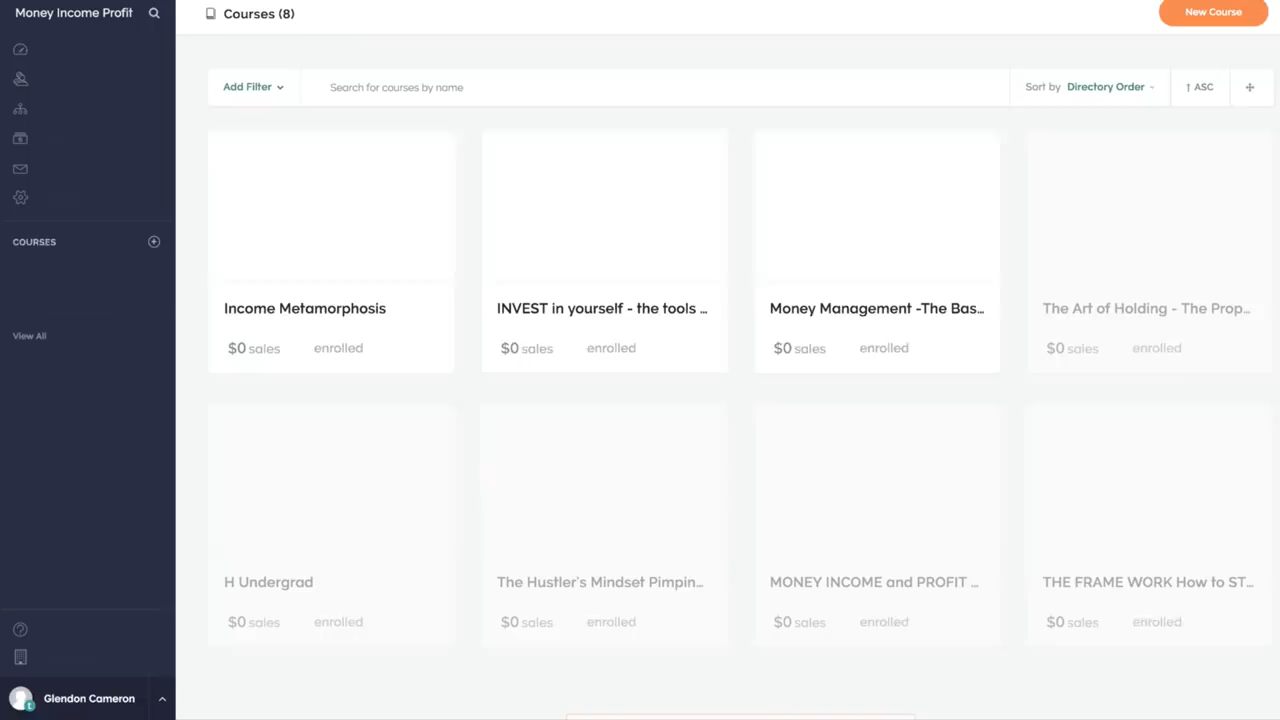 Money Income Profit
Courses (8)
New Course
Add Filter
Search for courses by name
Sort by Directory Order
↑ ASC
COURSES
View All
Income Metamorphosis
$0 sales enrolled
INVEST in yourself - the tools ...
$0 sales enrolled
Money Management -The Bas...
$0 sales enrolled
The Art of Holding - The Prop...
$0 sales enrolled
H Undergrad
$0 sales enrolled
The Hustler's Mindset Pimpin...
$0 sales enrolled
MONEY INCOME and PROFIT ...
$0 sales enrolled
THE FRAME WORK How to ST...
$0 sales enrolled
Glendon Cameron